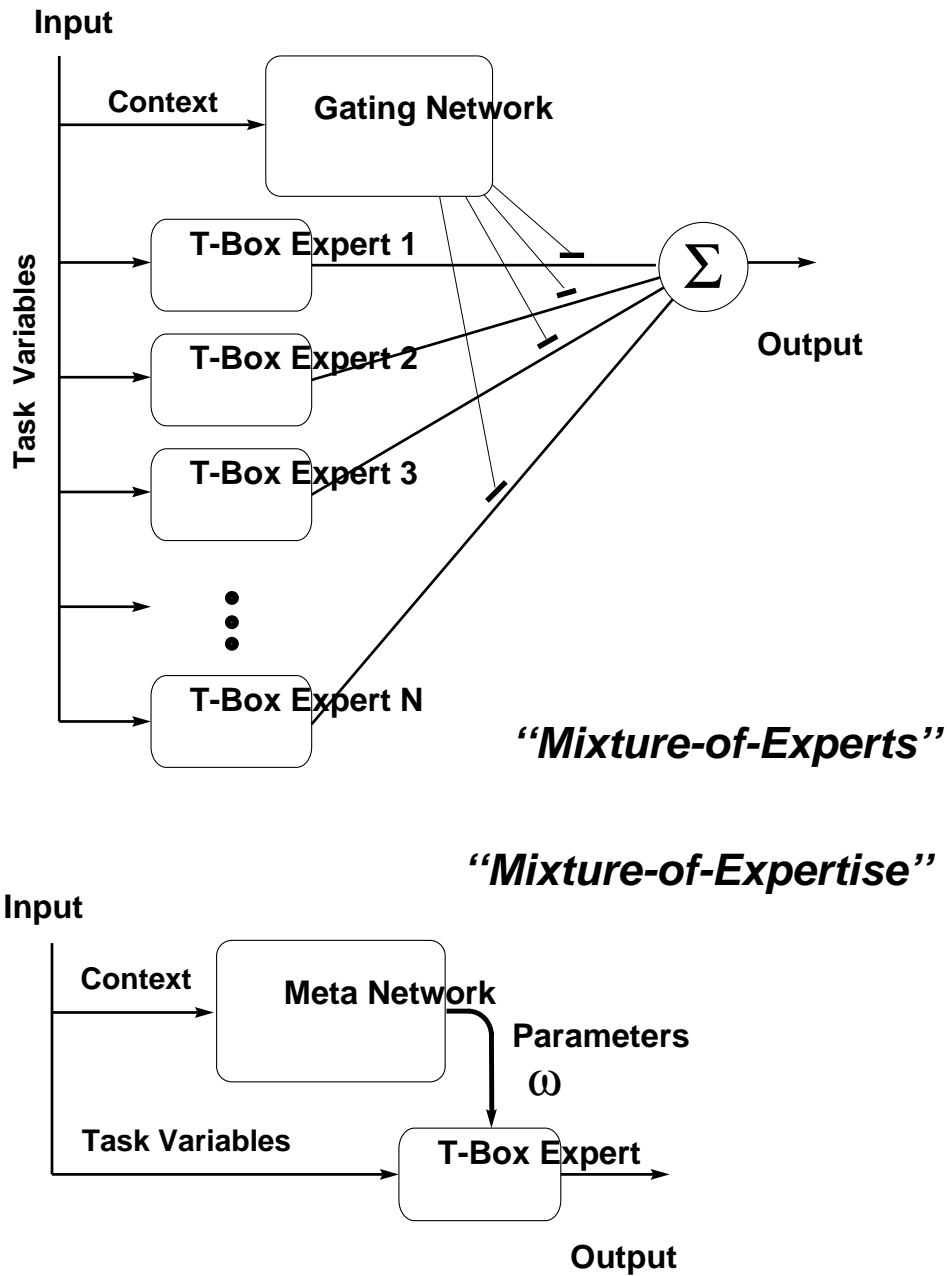 Input
Context
Gating Network
T-Box Expert 1
Σ
Task Variables
Output
T-Box Expert 2
T-Box Expert 3
T-Box Expert N
‘‘Mixture-of-Experts’’
‘‘Mixture-of-Expertise’’
Input
Context
Meta Network
Parameters
ω
Task Variables
T-Box Expert
Output